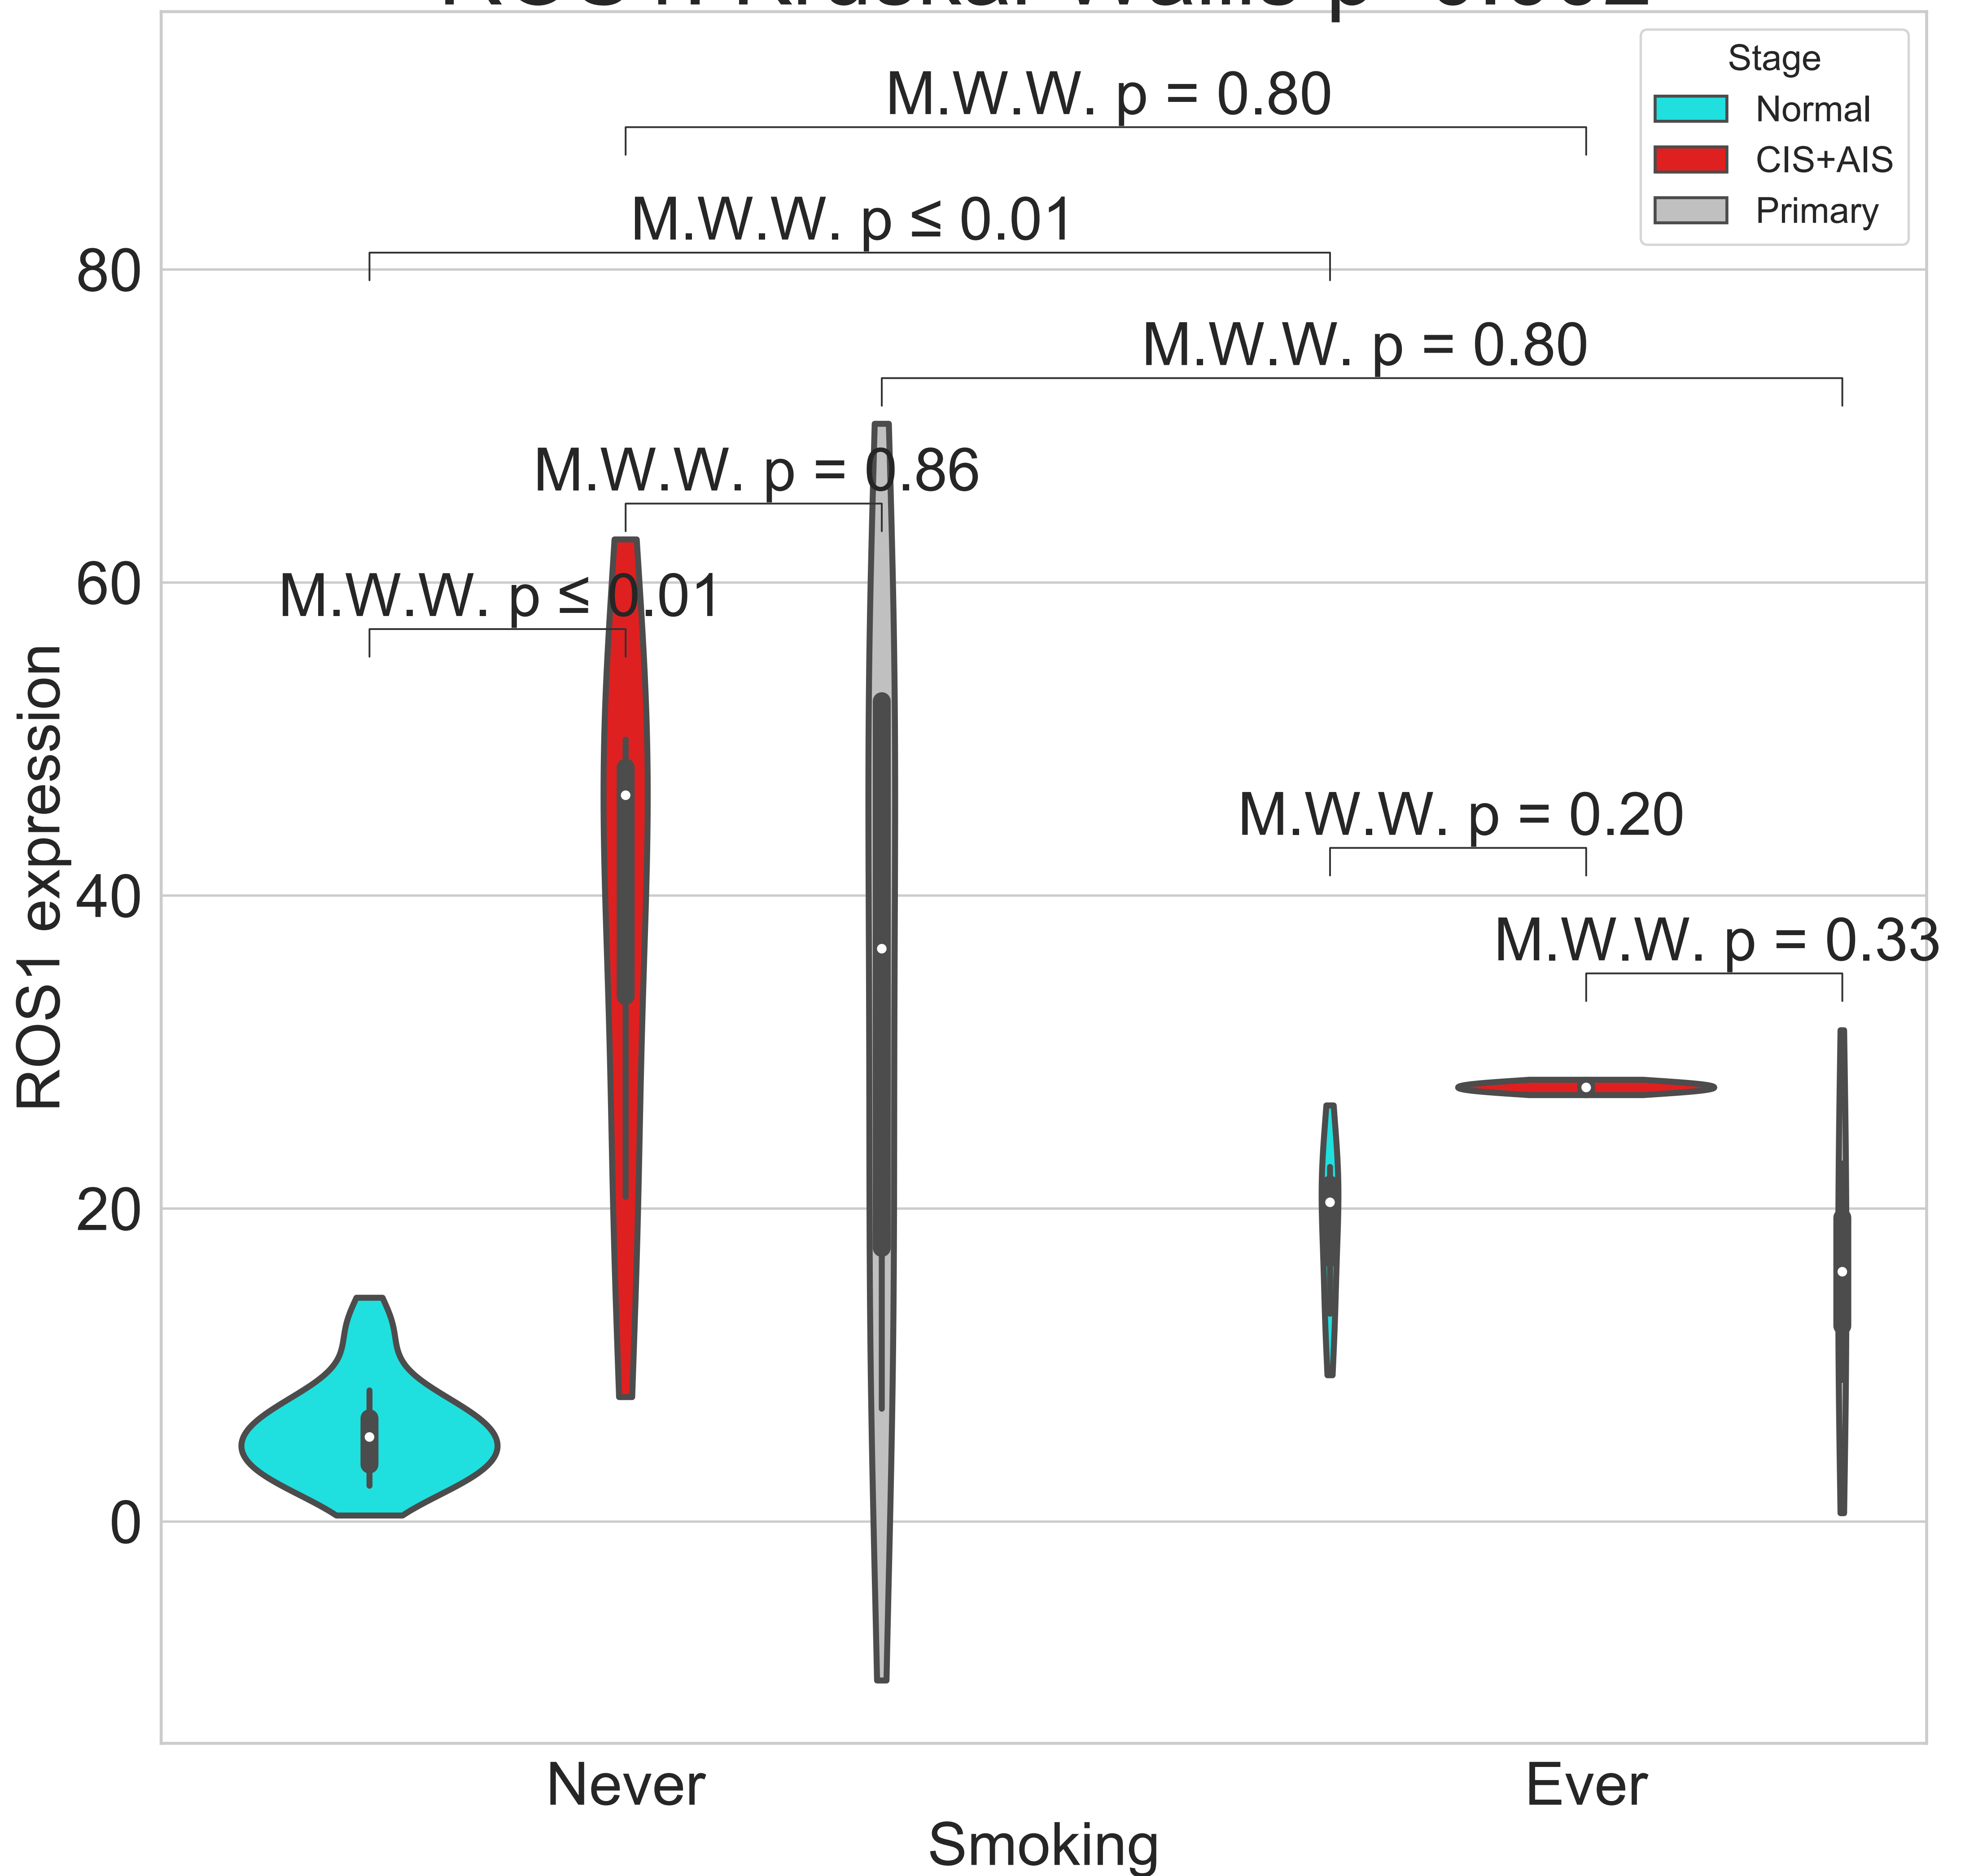 M.W.W. p = 0.80
Stage
Normal
CIS+AIS
Primary
M.W.W. p ≤ 0.01
80
M.W.W. p = 0.80
M.W.W. p = 0.86
60
M.W.W. p ≤ 0.01
ROS1 expression
M.W.W. p = 0.20
40
M.W.W. p = 0.33
20
0
Never
Ever
Smoking